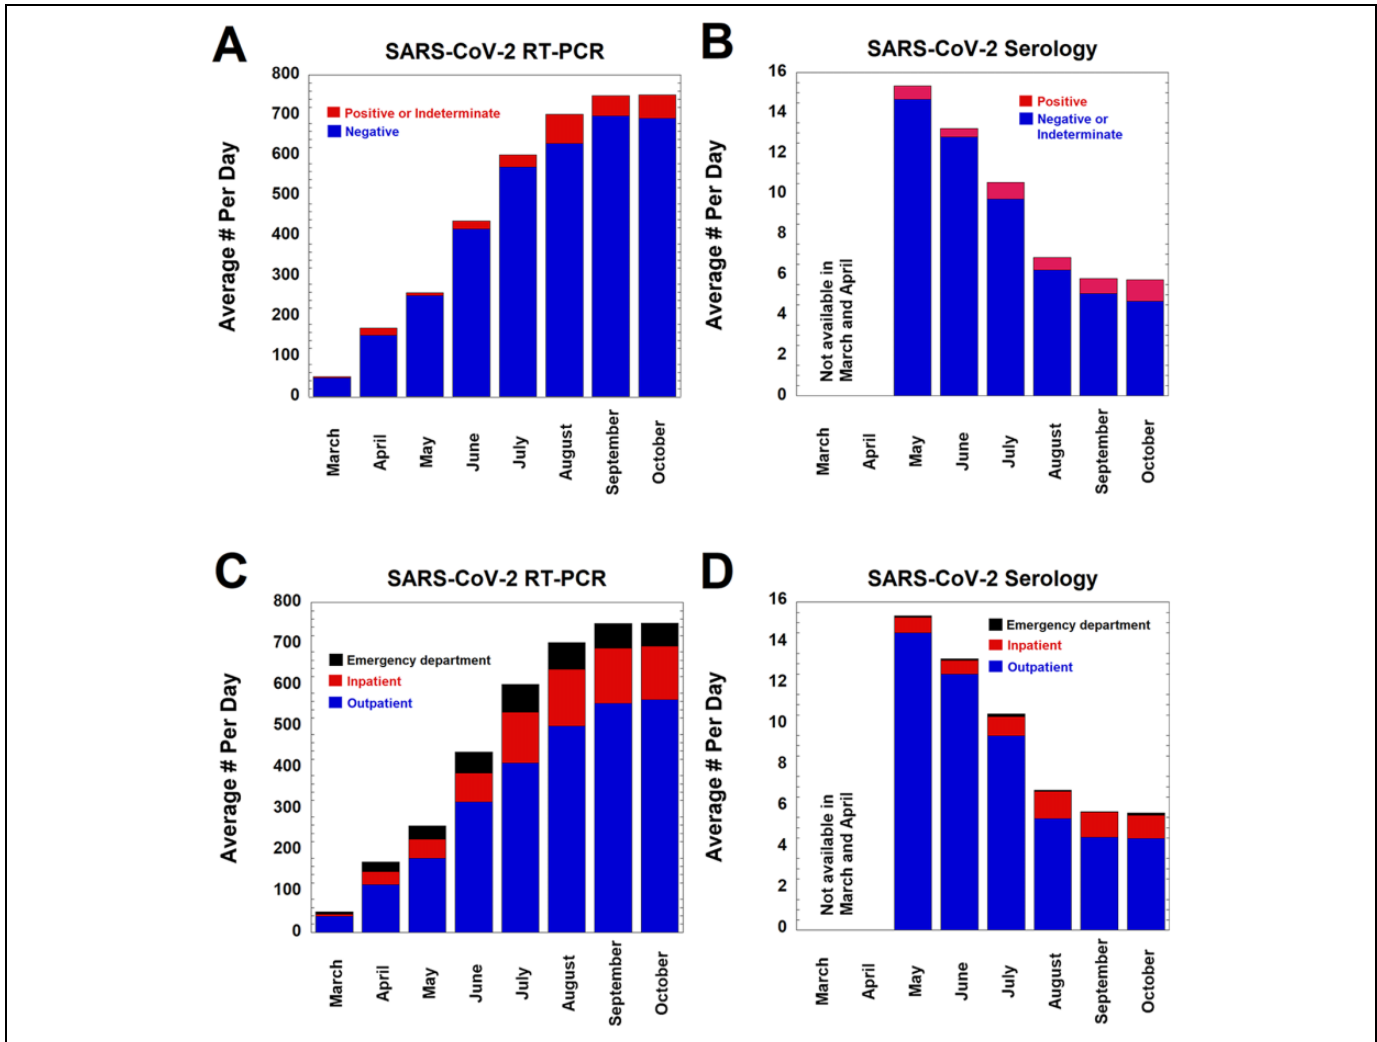 A
SARS-CoV-2 RT-PCR
800
700
600
500
400
300
200
100
0
Average # Per Day
Positive or Indeterminate
Negative
March
April
May
June
July
August
September
October
B
SARS-CoV-2 Serology
16
14
12
10
8
6
4
2
0
Average # Per Day
Positive
Negative or
Indeterminate
Not available in
March and April
March
April
May
June
July
August
September
October
C
SARS-CoV-2 RT-PCR
800
700
600
500
400
300
200
100
0
Average # Per Day
Emergency department
Inpatient
Outpatient
March
April
May
June
July
August
September
October
D
SARS-CoV-2 Serology
16
14
12
10
8
6
4
2
0
Average # Per Day
Emergency department
Inpatient
Outpatient
Not available in
March and April
March
April
May
June
July
August
September
October